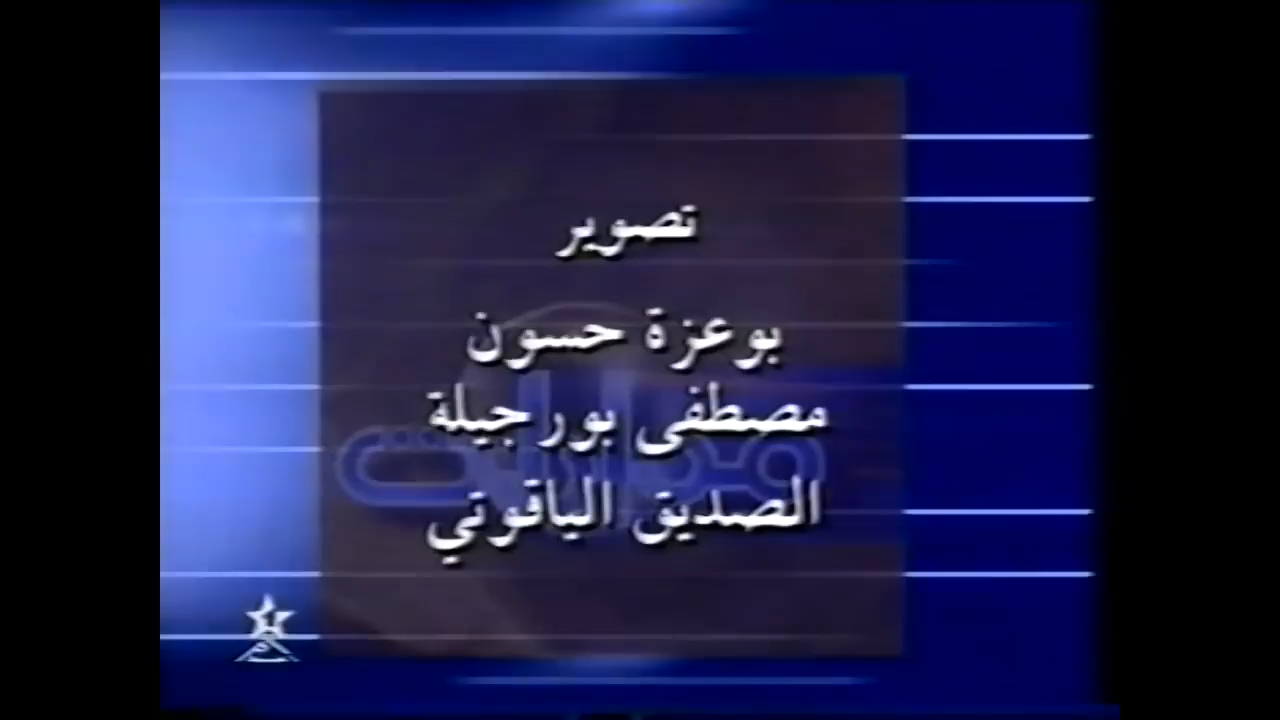 تصوير
بوعزة حسون
مصطفى بورجيلة
الصديق الياقوتي